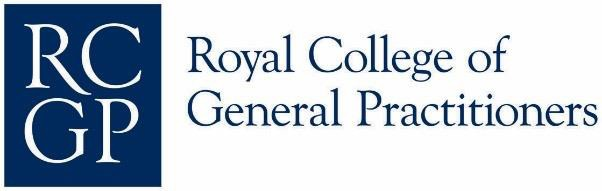 RC
GP
Royal College of
General Practitioners